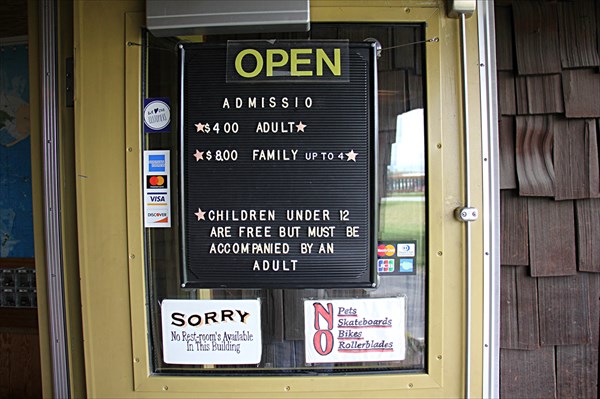 OPEN
ADMISSIO
$4.00 ADULT
$8.00 FAMILY UP TO 4
CHILDREN UNDER 12
ARE FREE BUT MUST BE
ACCOMPANIED BY AN
ADULT
VISA
DISCOVER
SORRY
No Rest-room's Available
In This Building
NO
Pets
Skateboards
Bikes
Rollerblades